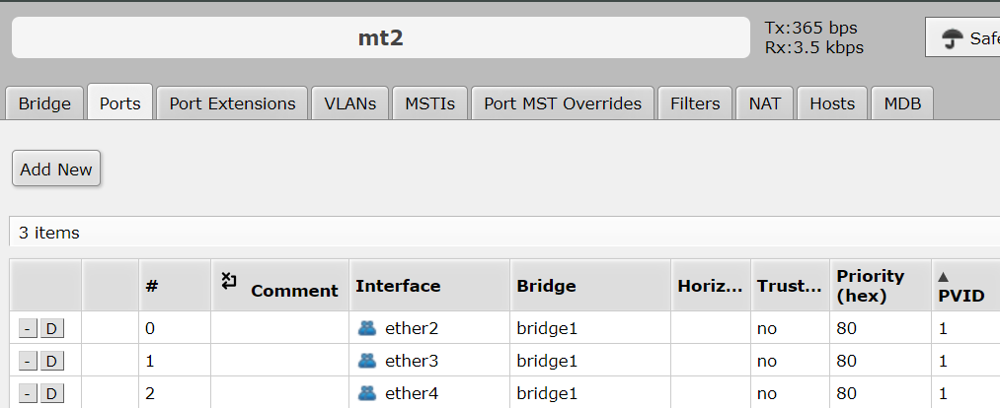 mt2
Tx:365 bps
Rx:3.5 kbps
Safe
Bridge Ports Port Extensions VLANs MSTIs Port MST Overrides Filters NAT Hosts MDB
Add New
3 items
# Comment Interface Bridge Horiz... Trust... Priority (hex) ▲ PVID
- D 0 ether2 bridge1 no 80 1
- D 1 ether3 bridge1 no 80 1
- D 2 ether4 bridge1 no 80 1